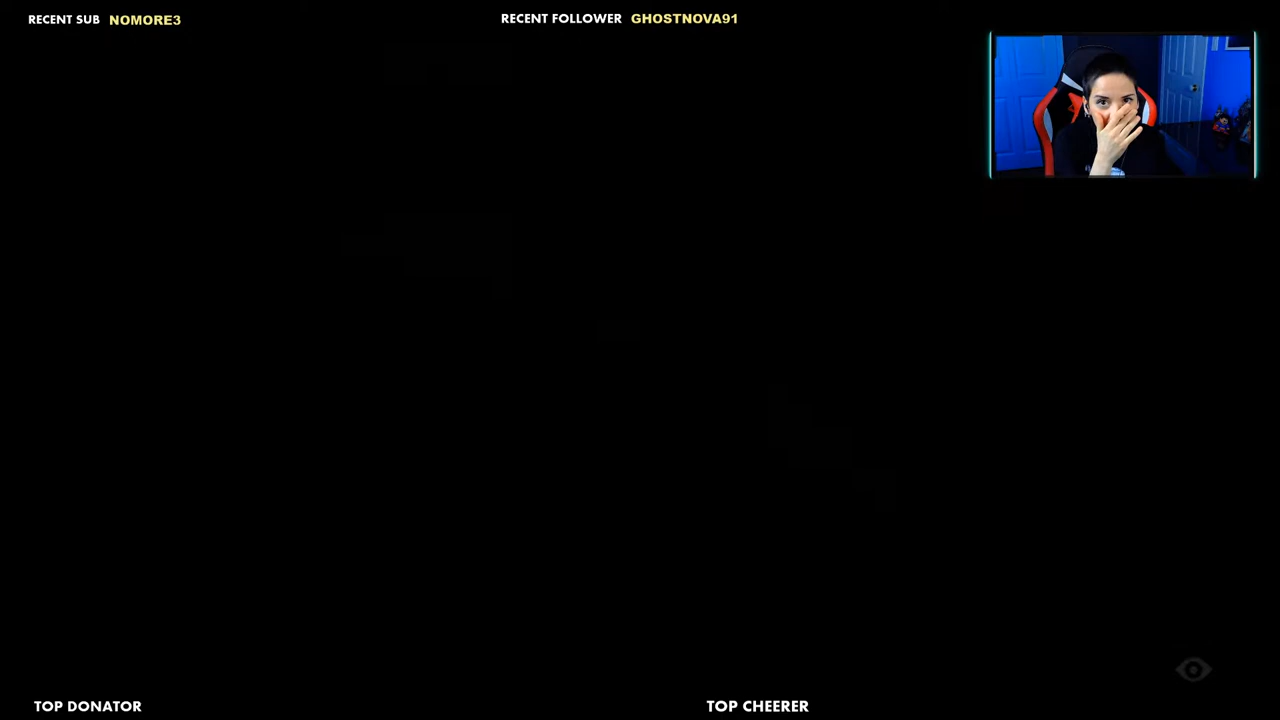 RECENT SUB NOMORE3
RECENT FOLLOWER GHOSTNOVA91
TOP DONATOR
TOP CHEERER